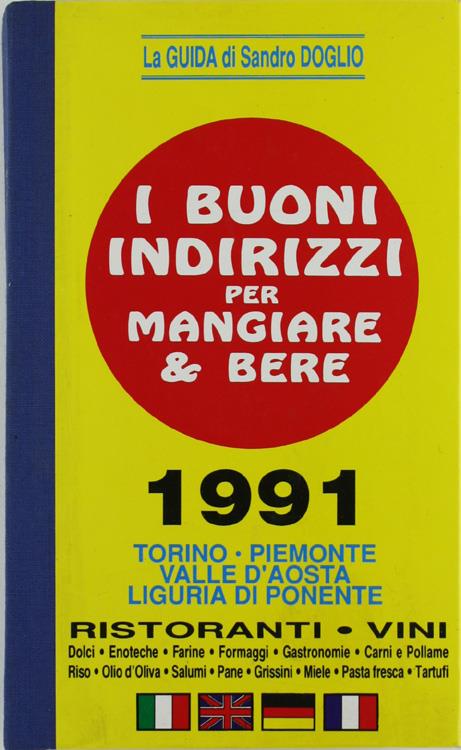 La GUIDA di Sandro DOGLIO
I BUONI
INDIRIZZI
PER
MANGIARE
& BERE
1991
TORINO • PIEMONTE
VALLE D'AOSTA
LIGURIA DI PONENTE
RISTORANTI • VINI
Dolci • Enoteche • Farine • Formaggi • Gastronomie • Carni e Pollame
Riso • Olio d'Oliva • Salumi • Pane • Grissini • Miele • Pasta fresca • Tartufi